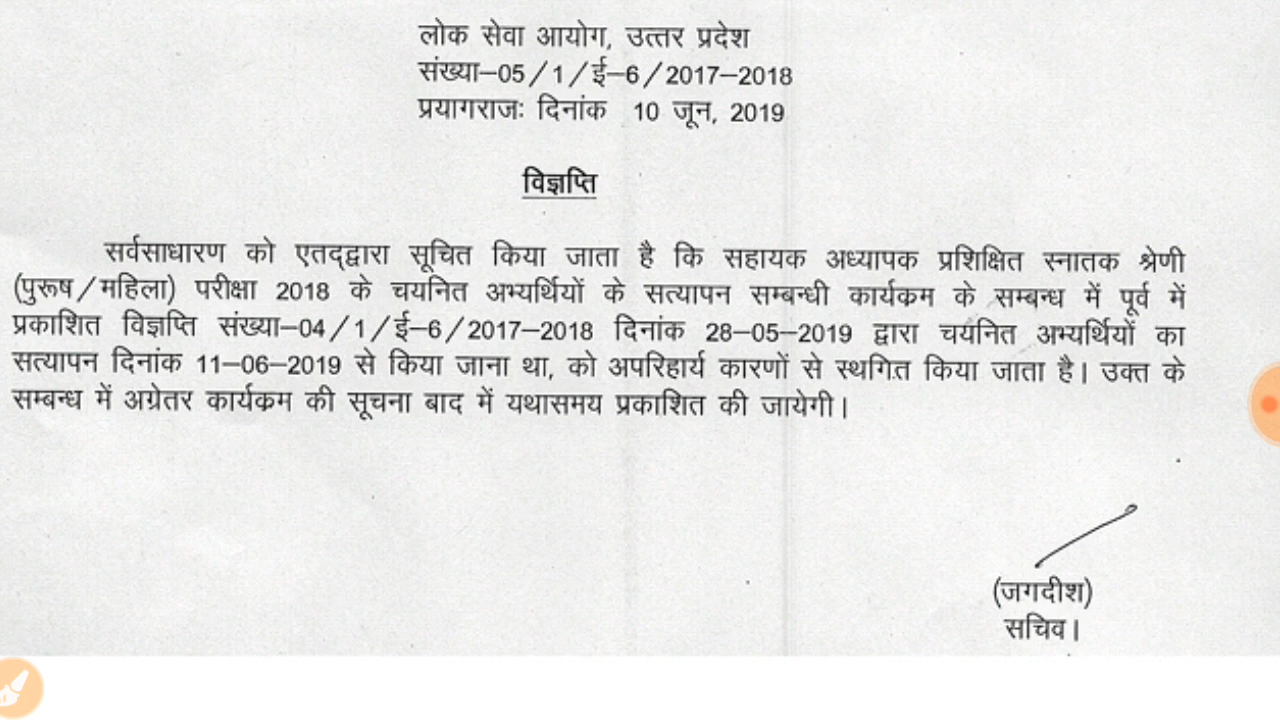 लोक सेवा आयोग, उत्तर प्रदेश
संख्या–05/1/ई–6/2017–2018
प्रयागराजः दिनांक 10 जून, 2019
विज्ञप्ति
सर्वसाधारण को एतद्द्वारा सूचित किया जाता है कि सहायक अध्यापक प्रशिक्षित स्नातक श्रेणी
(पुरूष/महिला) परीक्षा 2018 के चयनित अभ्यर्थियों के सत्यापन सम्बन्धी कार्यक्रम के सम्बन्ध में पूर्व में
प्रकाशित विज्ञप्ति संख्या–04/1/ई–6/2017–2018 दिनांक 28–05–2019 द्वारा चयनित अभ्यर्थियों का
सत्यापन दिनांक 11–06–2019 से किया जाना था, को अपरिहार्य कारणों से स्थगित किया जाता है। उक्त के
सम्बन्ध में अग्रेतर कार्यक्रम की सूचना बाद में यथासमय प्रकाशित की जायेगी।
(जगदीश)
सचिव।